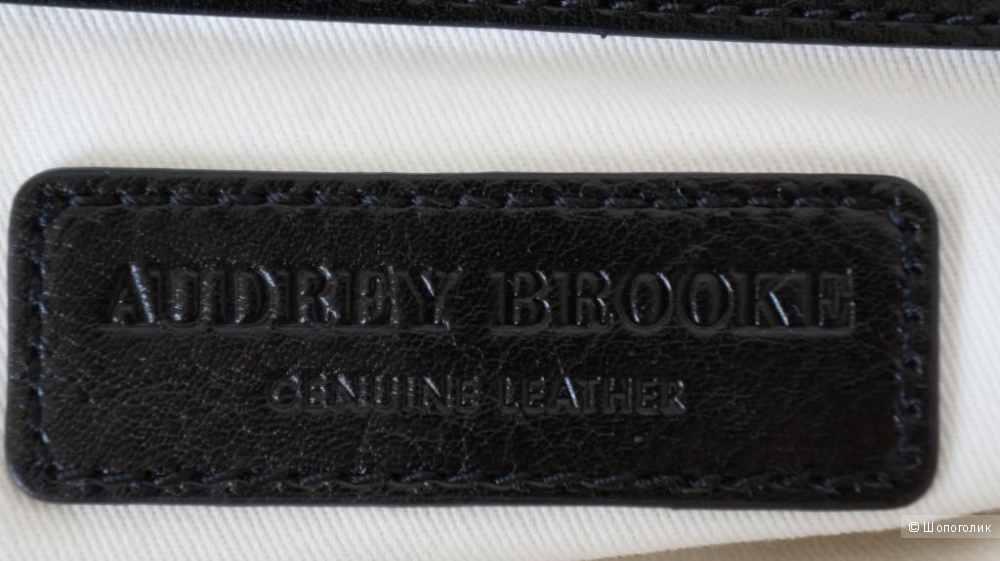 AUDREY BROOKE
GENUINE LEATHER
© Шопоголик